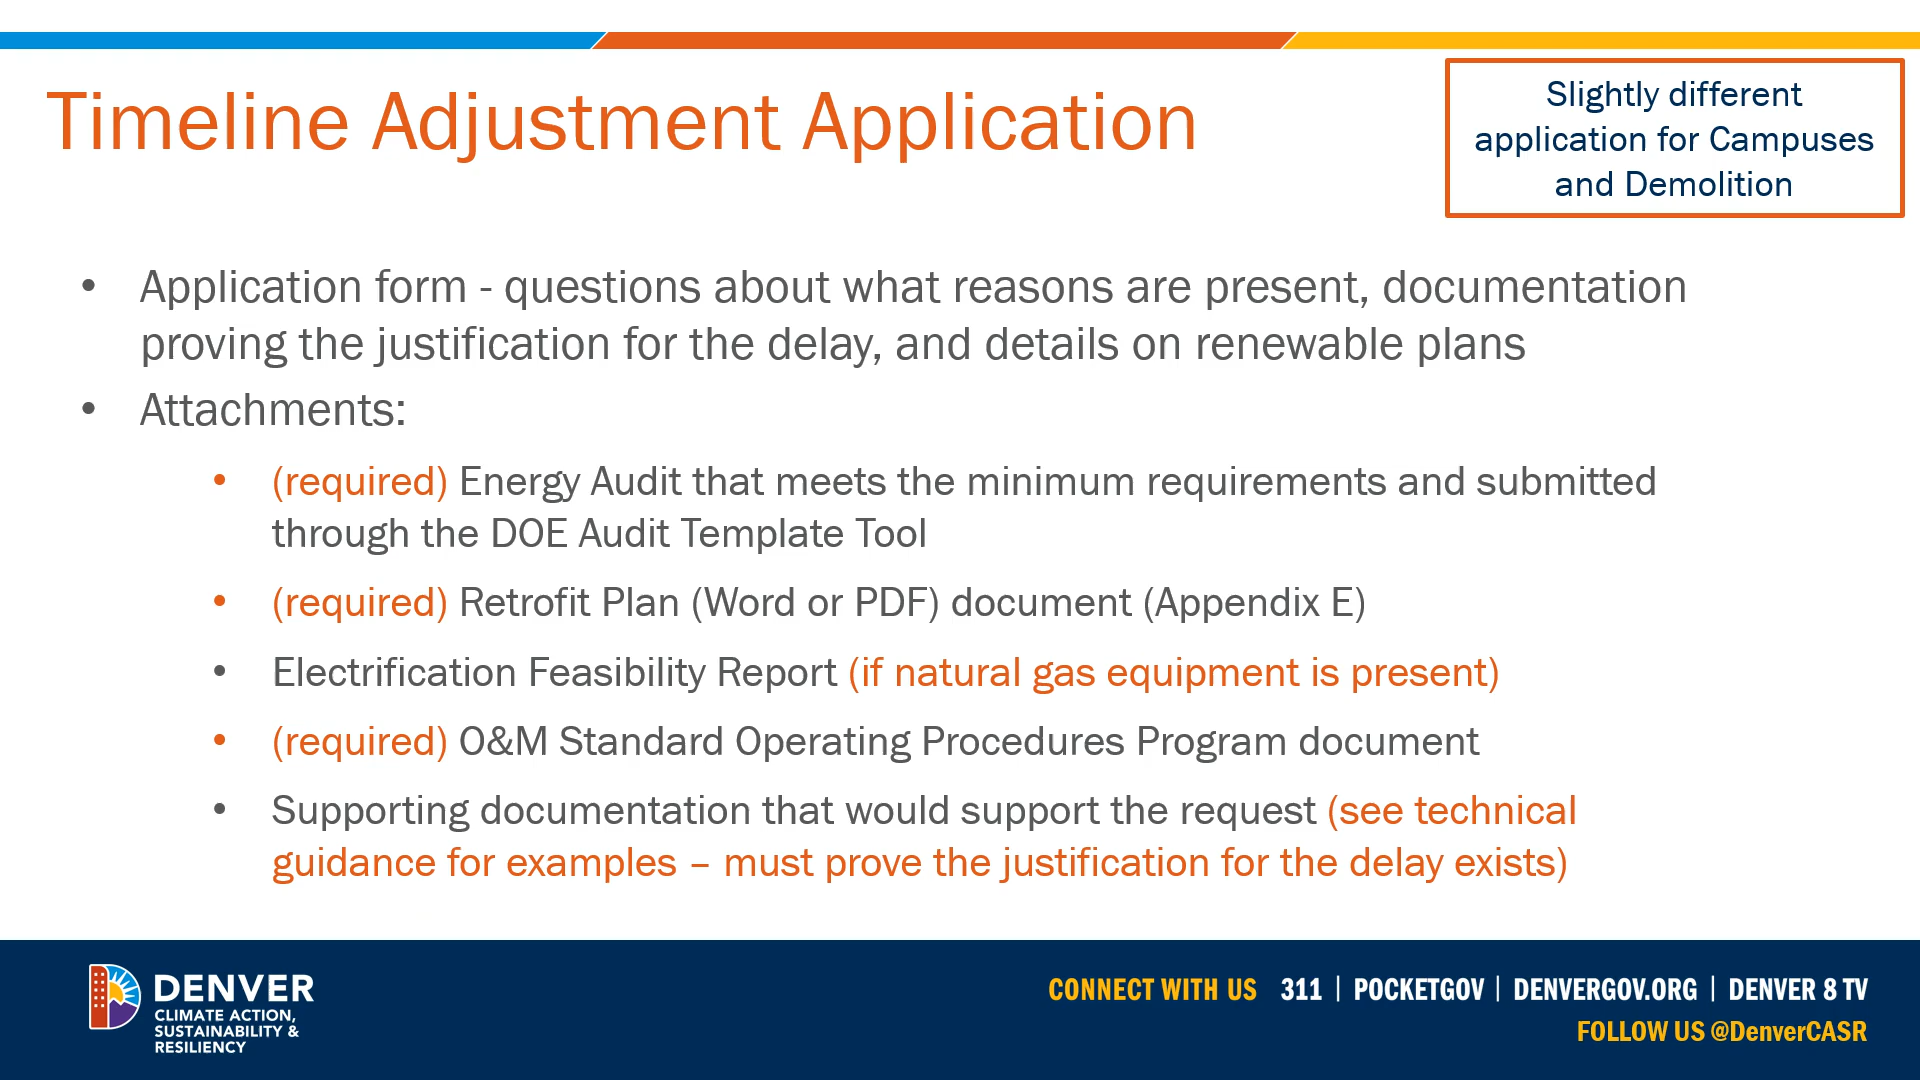 Timeline Adjustment Application
Slightly different
application for Campuses
and Demolition
• Application form - questions about what reasons are present, documentation
proving the justification for the delay, and details on renewable plans
• Attachments:
• (required) Energy Audit that meets the minimum requirements and submitted
through the DOE Audit Template Tool
• (required) Retrofit Plan (Word or PDF) document (Appendix E)
• Electrification Feasibility Report (if natural gas equipment is present)
• (required) O&M Standard Operating Procedures Program document
• Supporting documentation that would support the request (see technical
guidance for examples – must prove the justification for the delay exists)
DENVER
CLIMATE ACTION,
SUSTAINABILITY &
RESILIENCY
CONNECT WITH US 311 | POCKETGOV | DENVERGOV.ORG | DENVER 8 TV
FOLLOW US @DenverCASR